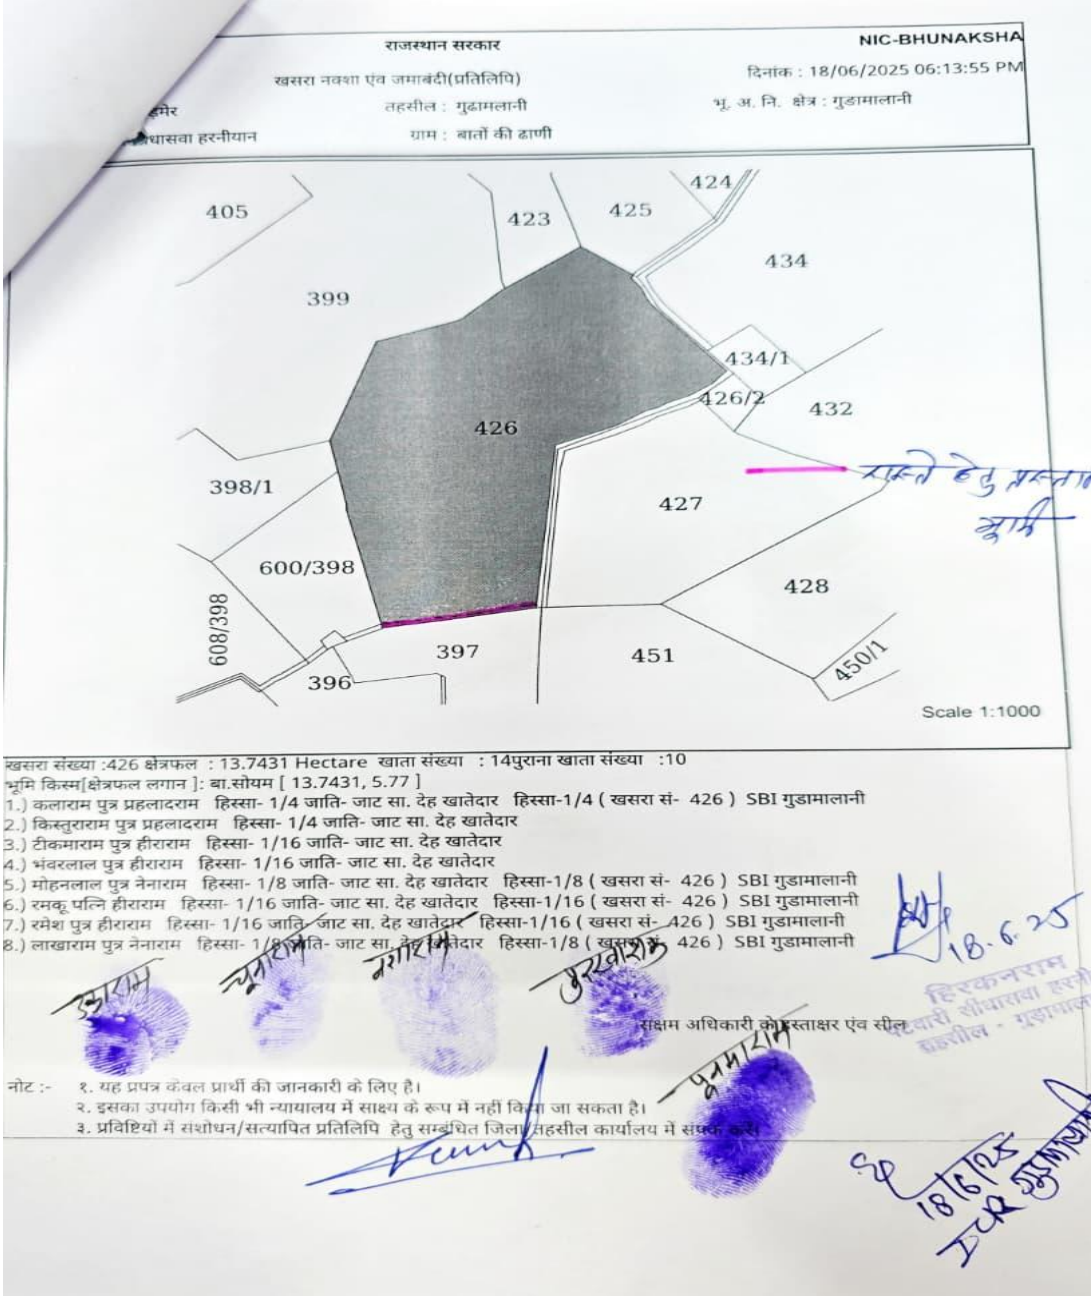 राजस्थान सरकार
NIC-BHUNAKSHA
खसरा नक्शा एंव जमाबंदी(प्रतिलिपि)
दिनांक : 18/06/2025 06:13:55 PM
तहसील : गुढामलानी
भू. अ. नि. क्षेत्र : गुडामालानी
हरनीयान
ग्राम : बातों की ढाणी
424
405
423
425
434
399
434/1
426/2
432
426
398/1
427
रास्ते हेतु
600/398
428
608/398
397
451
450/1
396
Scale 1:1000
खसरा संख्या :426 क्षेत्रफल : 13.7431 Hectare खाता संख्या : 14पुराना खाता संख्या :10
भूमि किस्म[क्षेत्रफल लगान ]: बा.सोयम [ 13.7431, 5.77 ]
1.) कलाराम पुत्र प्रहलादराम हिस्सा- 1/4 जाति- जाट सा. देह खातेदार हिस्सा-1/4 ( खसरा सं- 426 ) SBI गुडामालानी
2.) किस्तुराराम पुत्र प्रहलादराम हिस्सा- 1/4 जाति- जाट सा. देह खातेदार
3.) टीकमाराम पुत्र हीराराम हिस्सा- 1/16 जाति- जाट सा. देह खातेदार
4.) भंवरलाल पुत्र हीराराम हिस्सा- 1/16 जाति- जाट सा. देह खातेदार
5.) मोहनलाल पुत्र नेनाराम हिस्सा- 1/8 जाति- जाट सा. देह खातेदार हिस्सा-1/8 ( खसरा सं- 426 ) SBI गुडामालानी
6.) रमकू पत्नि हीराराम हिस्सा- 1/16 जाति- जाट सा. देह खातेदार हिस्सा-1/16 ( खसरा सं- 426 ) SBI गुडामालानी
7.) रमेश पुत्र हीराराम हिस्सा- 1/16 जाति- जाट सा. देह खातेदार हिस्सा-1/16 ( खसरा सं- 426 ) SBI गुडामालानी
8.) लाखाराम पुत्र नेनाराम हिस्सा- 1/8 जाति- जाट सा. देह खातेदार हिस्सा-1/8 ( खसरा सं- 426 ) SBI गुडामालानी
18-6-25
चूनाराम
हिरकनराम
तहसील -
सक्षम अधिकारी के हस्ताक्षर एंव सील
पूनमाराम
नोट :- १. यह प्रपत्र केवल प्रार्थी की जानकारी के लिए है।
२. इसका उपयोग किसी भी न्यायालय में साक्ष्य के रूप में नहीं किया जा सकता है।
३. प्रविष्टियों में संशोधन/सत्यापित प्रतिलिपि हेतु सम्बंधित जिला/तहसील कार्यालय में संपर्क करें
18/6/25